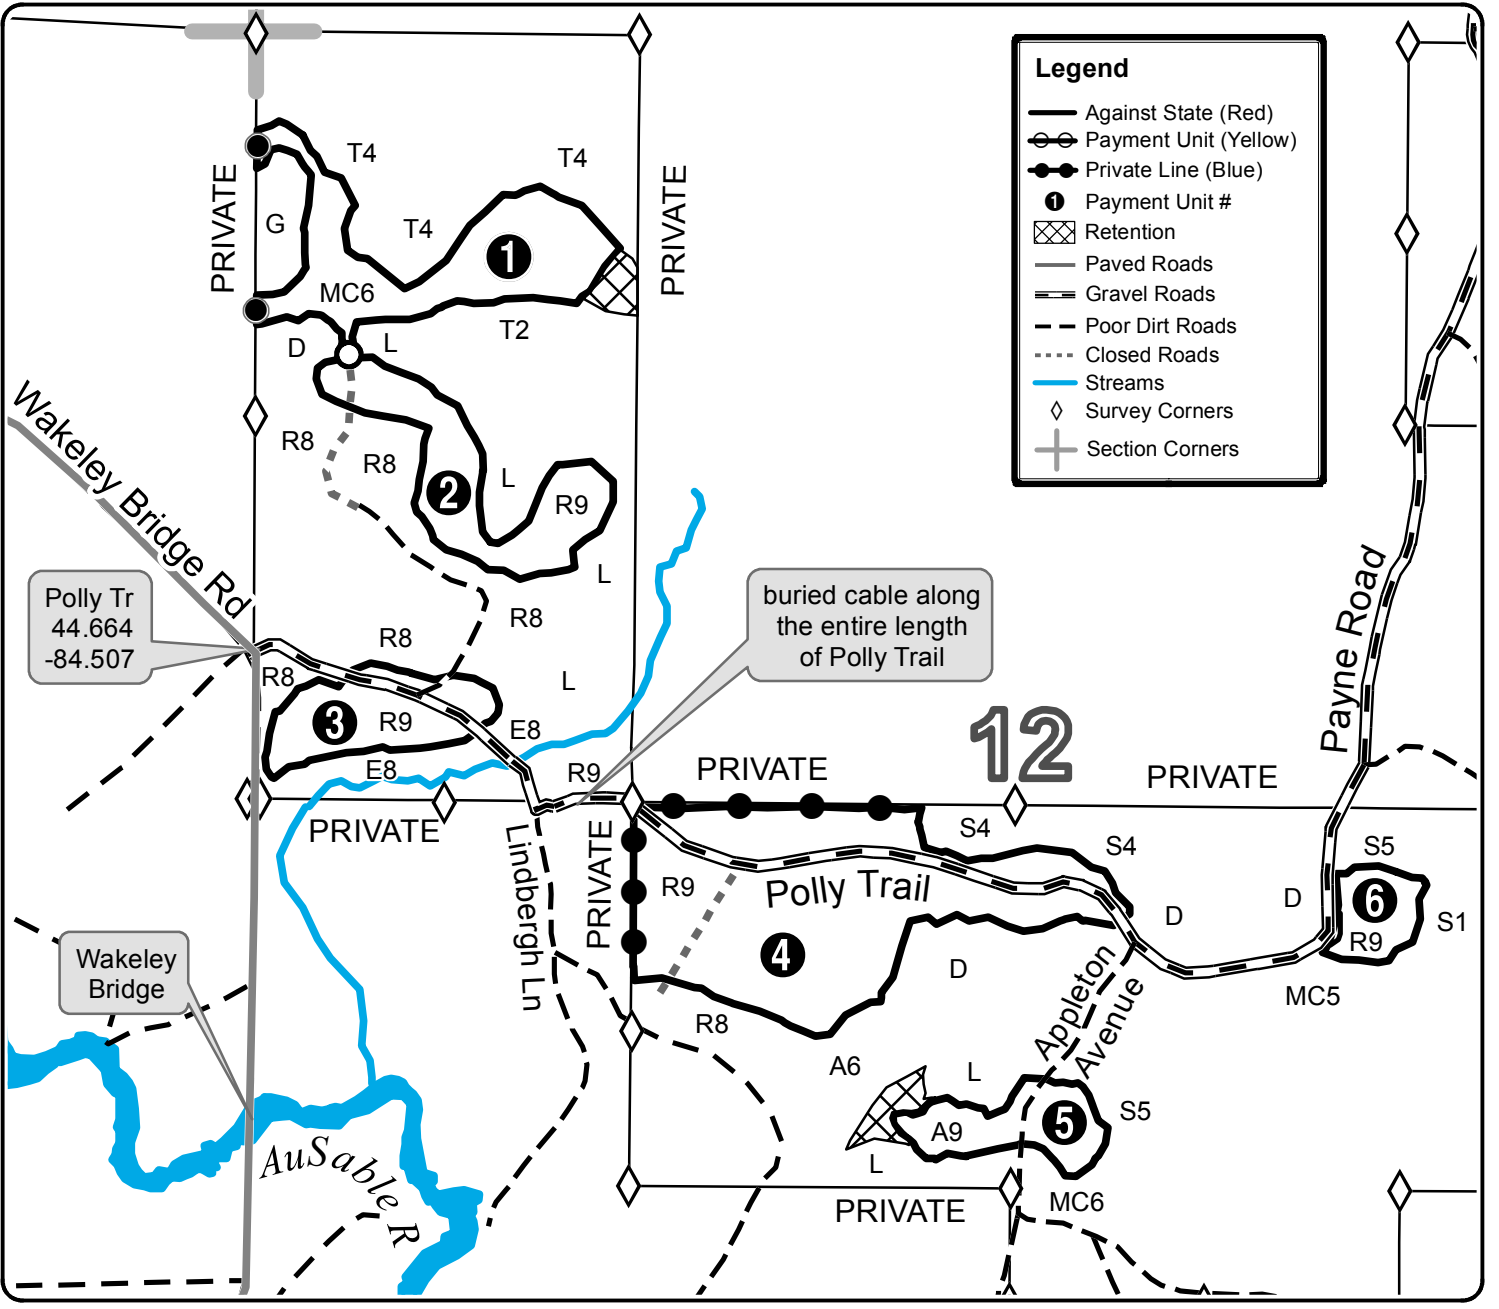 Legend
Against State (Red)
Payment Unit (Yellow)
Private Line (Blue)
1 Payment Unit #
Retention
Paved Roads
Gravel Roads
Poor Dirt Roads
Closed Roads
Streams
Survey Corners
Section Corners
T4
T4
PRIVATE
PRIVATE
G
T4
1
MC6
T2
D
L
Wakeley Bridge Rd
R8
R8
L
2
R9
L
Polly Tr
44.664
-84.507
buried cable along
the entire length
of Polly Trail
R8
R8
R8
L
3
R9
E8
E8
R9
Payne Road
12
PRIVATE
PRIVATE
PRIVATE
Lindbergh Ln
PRIVATE
S4
S4
S5
R9
Polly Trail
D
D
6
S1
R9
4
D
Wakeley
Bridge
MC5
R8
Appleton
Avenue
A6
L
5
S5
A9
L
AuSable R
PRIVATE
MC6